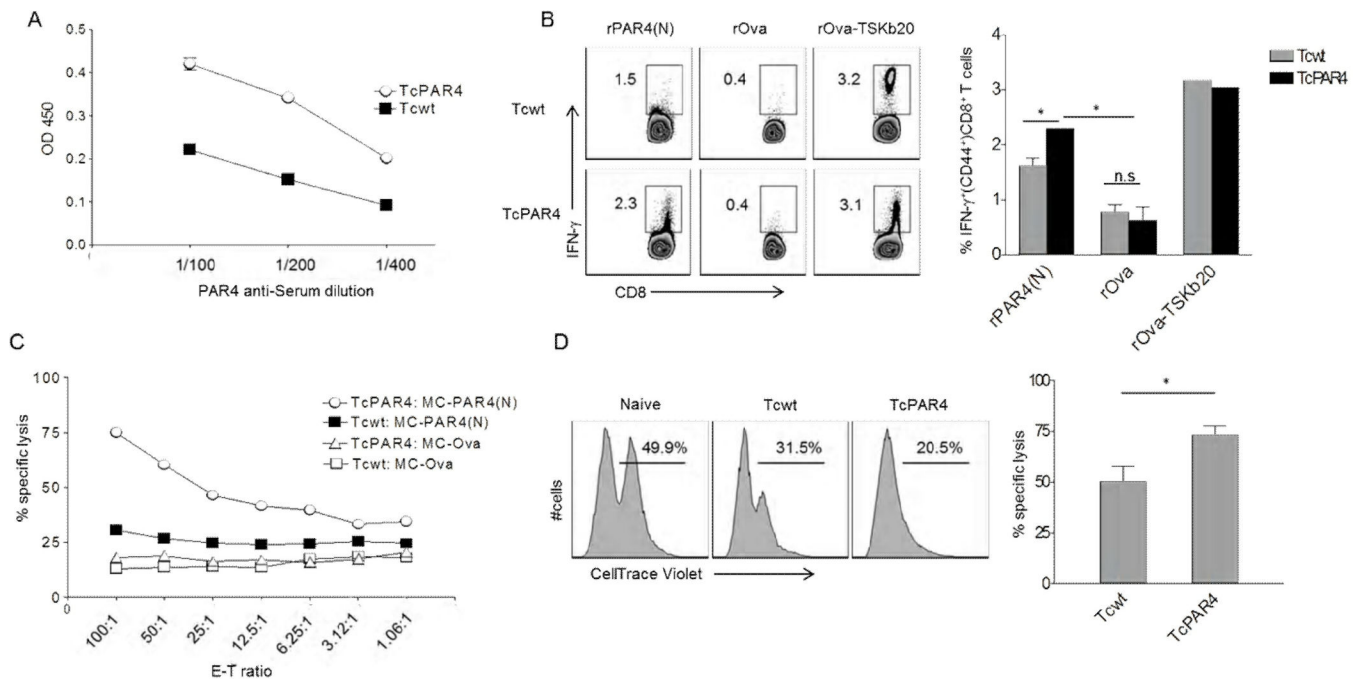 A
0.5
0.4
0.3
0.2
0.1
0.0
OD 450
TcPAR4
Tcwt
1/100
1/200
1/400
PAR4 anti-Serum dilution
B
rPAR4(N)
rOva
rOva-TSKb20
Tcwt
1.5
0.4
3.2
TcPAR4
2.3
0.4
3.1
IFN-γ
CD8
% IFN-γ⁺(CD44⁺)CD8⁺ T cells
6
4
2
0
*
*
n.s
Tcwt
TcPAR4
rPAR4(N)
rOva
rOva-TSKb20
C
100
75
50
25
0
0
% specific lysis
TcPAR4: MC-PAR4(N)
Tcwt: MC-PAR4(N)
TcPAR4: MC-Ova
Tcwt: MC-Ova
100:1
50:1
25:1
12.5:1
6.25:1
3.12:1
1.06:1
E-T ratio
D
Naive
Tcwt
TcPAR4
49.9%
31.5%
20.5%
#cells
CellTrace Violet
100
75
50
25
0
% specific lysis
*
Tcwt
TcPAR4